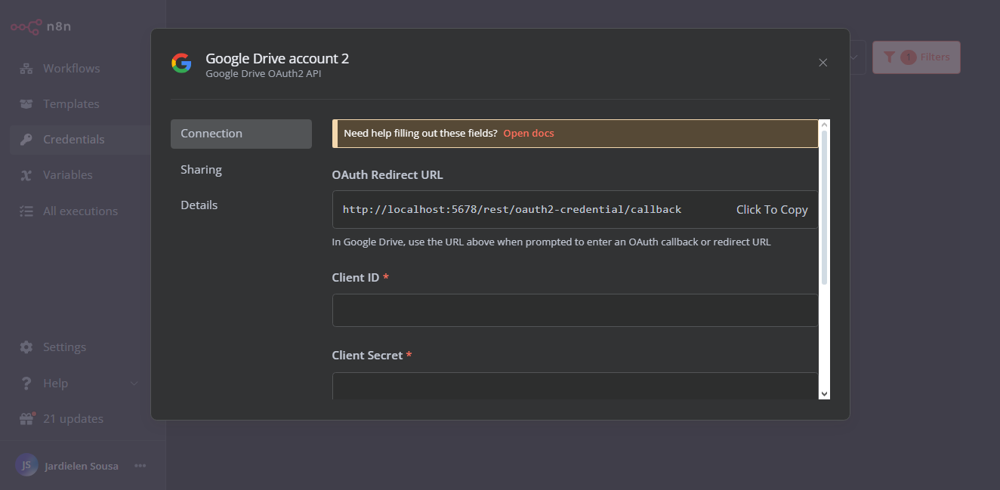 n8n
Workflows
Templates
Credentials
Variables
All executions
Settings
Help
21 updates
JS
Jardielen Sousa
Google Drive account 2
Google Drive OAuth2 API
1 Filters
Connection
Sharing
Details
Need help filling out these fields? Open docs
OAuth Redirect URL
http://localhost:5678/rest/oauth2-credential/callback Click To Copy
In Google Drive, use the URL above when prompted to enter an OAuth callback or redirect URL
Client ID *
Client Secret *